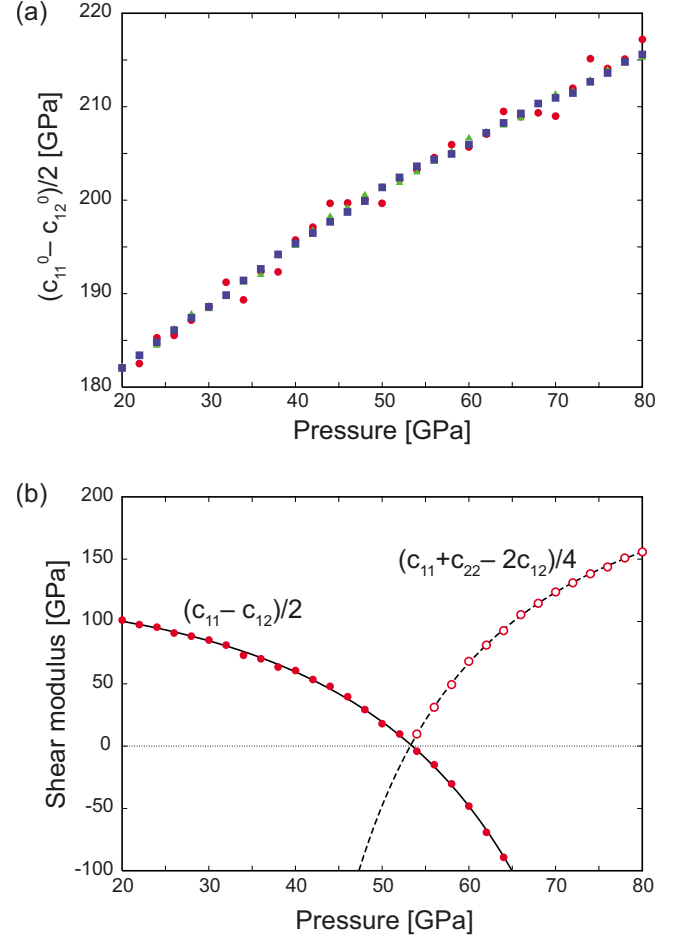 (a)
220
210
200
190
180
(c₁₁⁰ – c₁₂⁰)/2 [GPa]
20 30 40 50 60 70 80
Pressure [GPa]
(b)
200
150
100
50
0
-50
-100
Shear modulus [GPa]
(c₁₁+c₂₂– 2c₁₂)/4
(c₁₁– c₁₂)/2
20 30 40 50 60 70 80
Pressure [GPa]